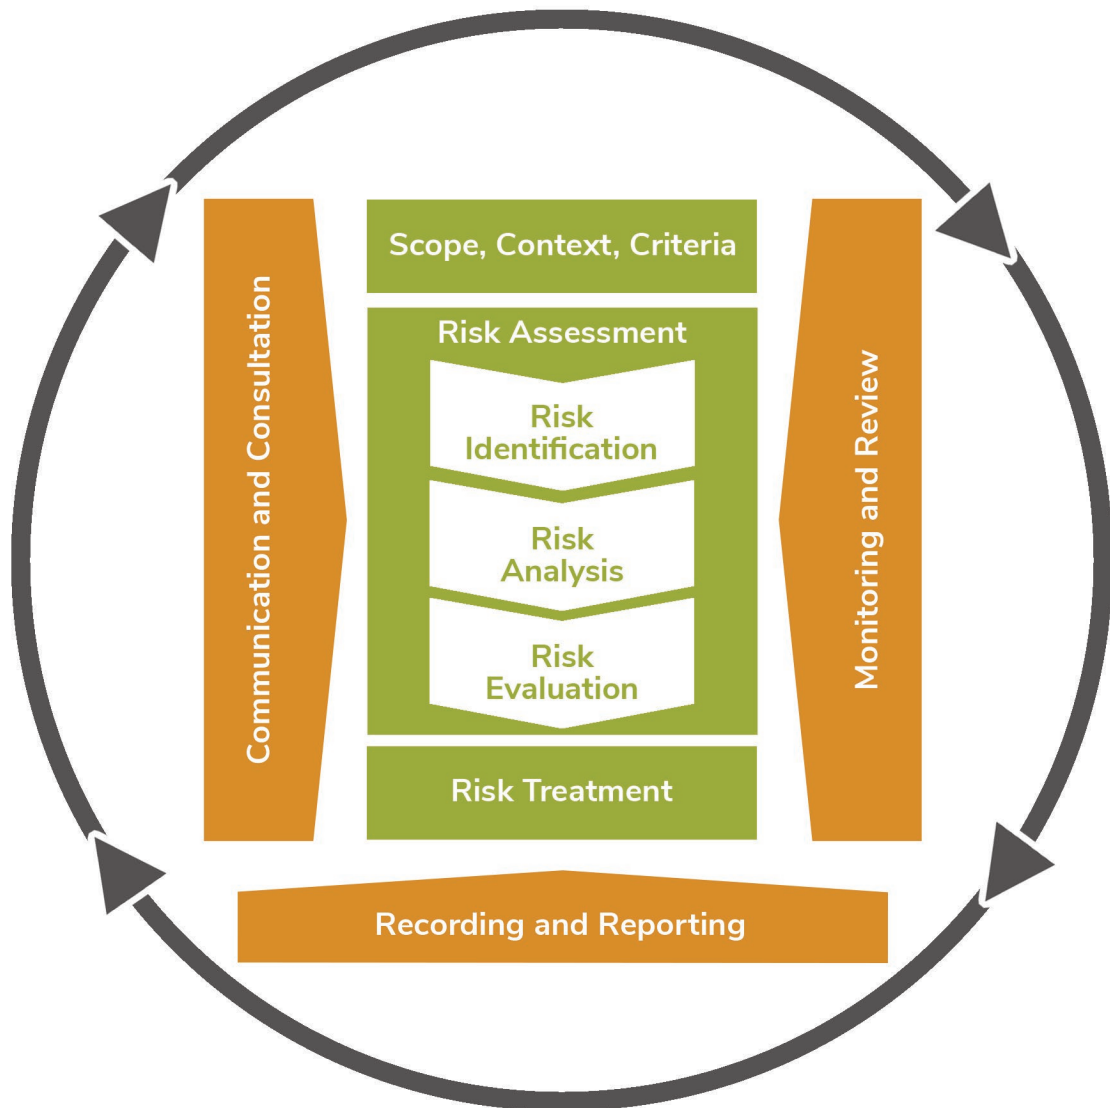 Scope, Context, Criteria
Risk Assessment
Risk
Identification
Risk
Analysis
Risk
Evaluation
Risk Treatment
Communication and Consultation
Monitoring and Review
Recording and Reporting